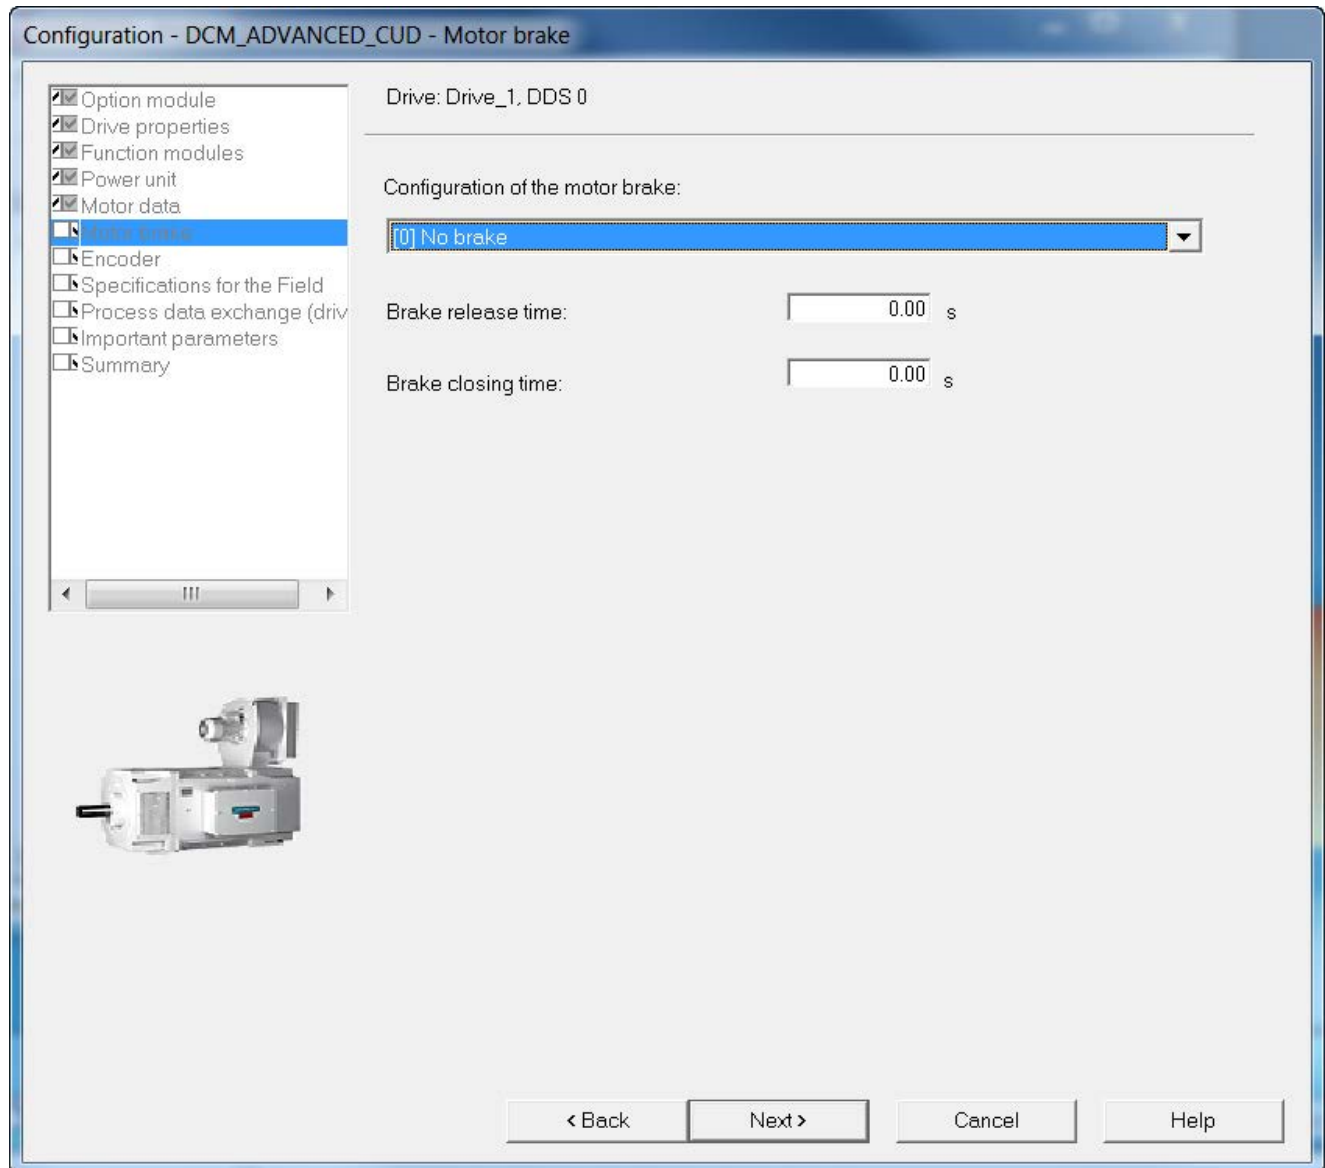 Configuration - DCM_ADVANCED_CUD - Motor brake
Option module
Drive properties
Function modules
Power unit
Motor data
Motor brake
Encoder
Specifications for the Field
Process data exchange (driv
Important parameters
Summary
Drive: Drive_1, DDS 0
Configuration of the motor brake:
[0] No brake
Brake release time:
0.00 s
Brake closing time:
0.00 s
< Back
Next >
Cancel
Help